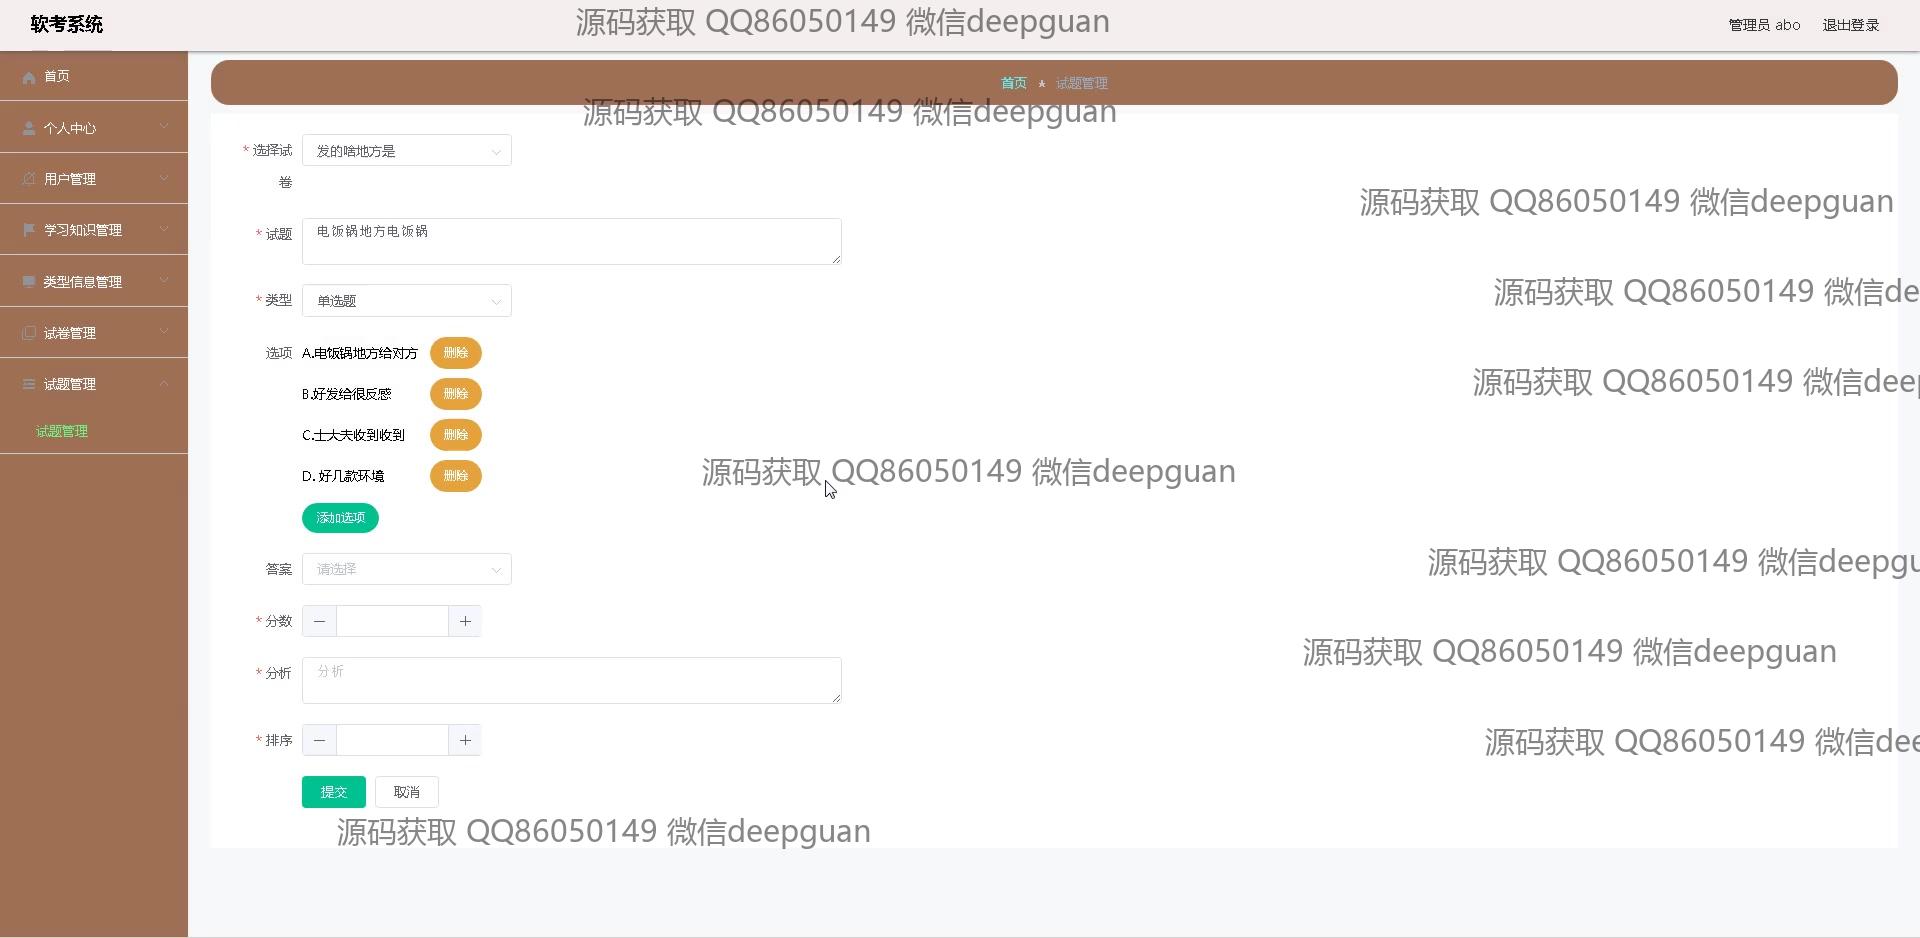 软考系统
源码获取 QQ86050149 微信deepguan
管理员 abo
退出登录
首页
个人中心
用户管理
学习知识管理
类型信息管理
试卷管理
试题管理
试题管理
首页 ★ 试题管理
源码获取 QQ86050149 微信deepguan
* 选择试卷
发的啥地方是
源码获取 QQ86050149 微信deepguan
* 试题
电饭锅地方电饭锅
源码获取 QQ86050149 微信de
* 类型
单选题
选项
A.电饭锅地方给对方 删除
源码获取 QQ86050149 微信deep
B.好发给很反感 删除
C.士大夫收到收到 删除
D. 好几款环境 删除
源码获取 QQ86050149 微信deepguan
添加选项
答案
请选择
源码获取 QQ86050149 微信deepgu
* 分数
源码获取 QQ86050149 微信deepguan
* 分析
分析
* 排序
源码获取 QQ86050149 微信dee
提交 取消
源码获取 QQ86050149 微信deepguan